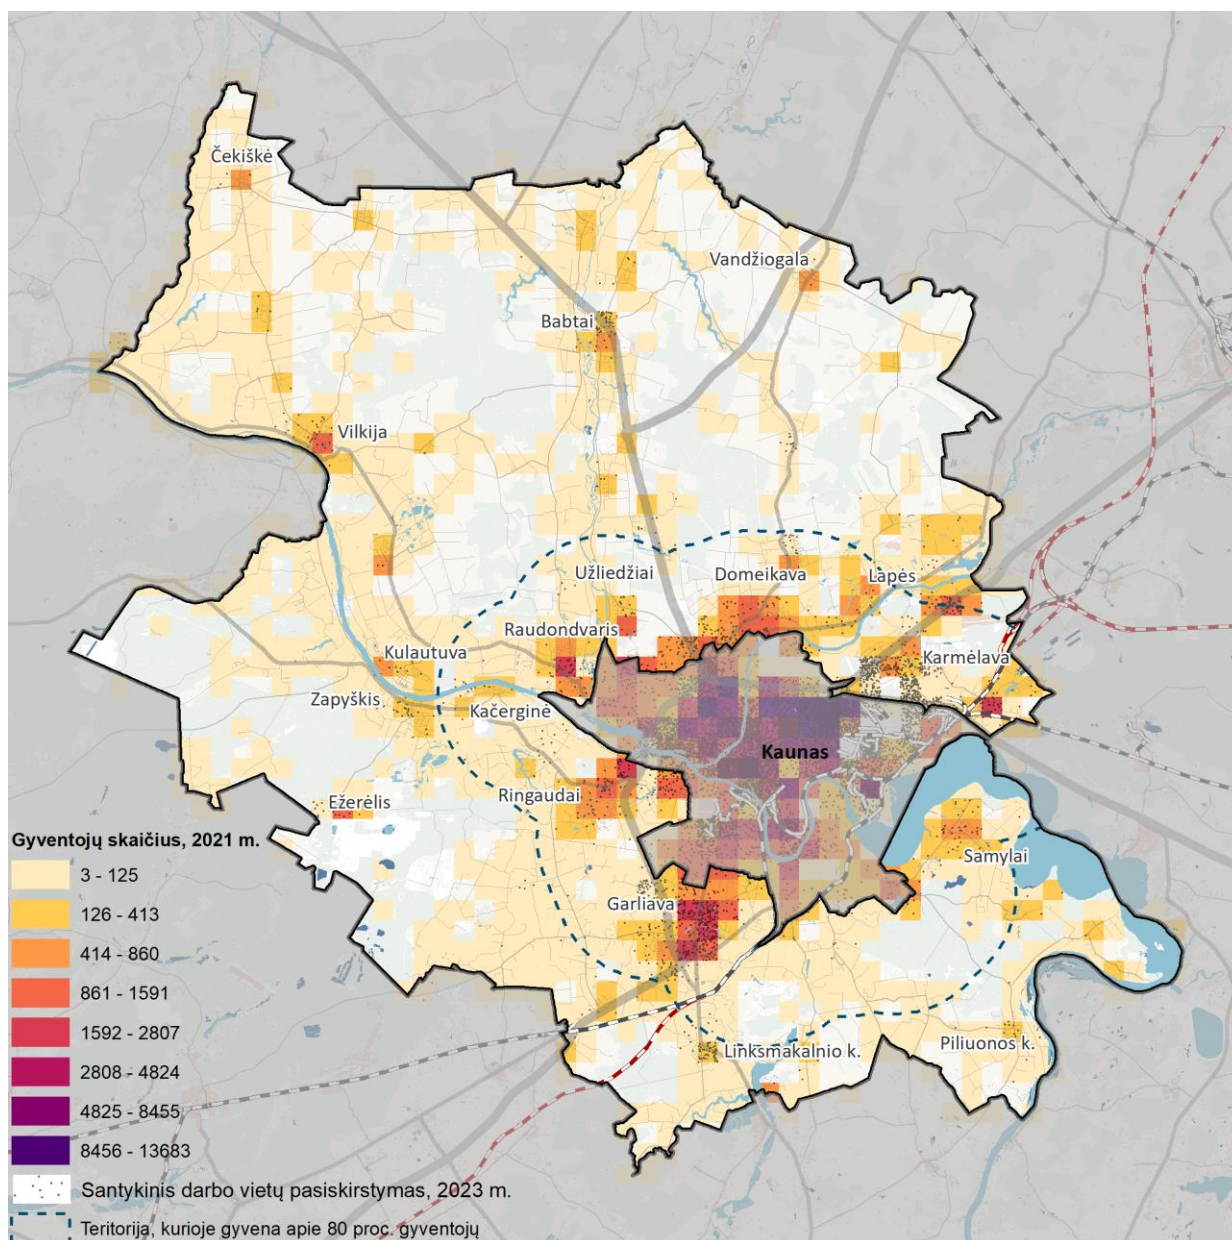 Čekiškė
Vandžiogala
Babtai
Vilkija
Užliedžiai
Domeikava
Lapės
Raudondvaris
Karmėlava
Kulautuva
Zapyškis
Kačerginė
Kaunas
Ringaudai
Ežerėlis
Samylai
Garliava
Linksmakalnio k.
Piliuonos k.
Gyventojų skaičius, 2021 m.
3 - 125
126 - 413
414 - 860
861 - 1591
1592 - 2807
2808 - 4824
4825 - 8455
8456 - 13683
Santykinis darbo vietų pasiskirstymas, 2023 m.
Teritorija, kurioje gyvena apie 80 proc. gyventojų